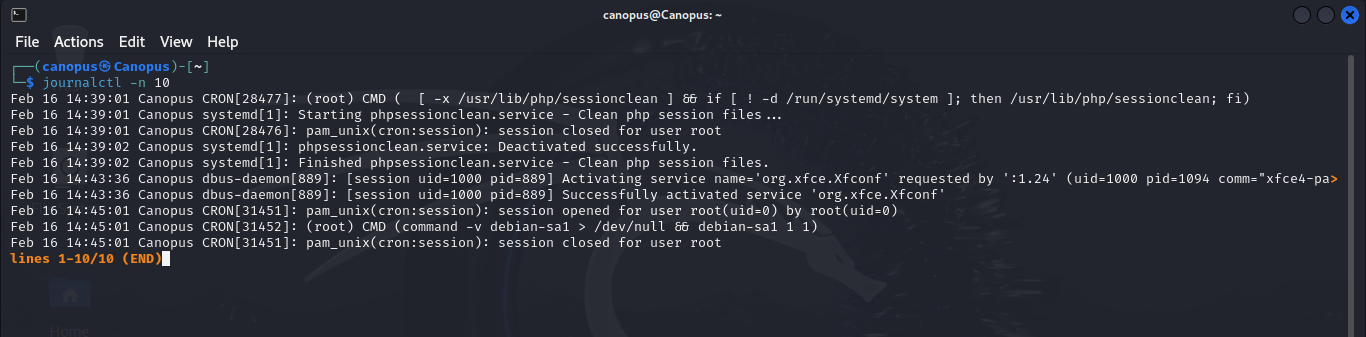 canopus@Canopus: ~
File Actions Edit View Help
┌──(canopus㉿Canopus)-[~]
└─$ journalctl -n 10
Feb 16 14:39:01 Canopus CRON[28477]: (root) CMD (  [ -x /usr/lib/php/sessionclean ] && if [ ! -d /run/systemd/system ]; then /usr/lib/php/sessionclean; fi)
Feb 16 14:39:01 Canopus systemd[1]: Starting phpsessionclean.service - Clean php session files...
Feb 16 14:39:01 Canopus CRON[28476]: pam_unix(cron:session): session closed for user root
Feb 16 14:39:02 Canopus systemd[1]: phpsessionclean.service: Deactivated successfully.
Feb 16 14:39:02 Canopus systemd[1]: Finished phpsessionclean.service - Clean php session files.
Feb 16 14:43:36 Canopus dbus-daemon[889]: [session uid=1000 pid=889] Activating service name='org.xfce.Xfconf' requested by ':1.24' (uid=1000 pid=1094 comm="xfce4-pa>
Feb 16 14:43:36 Canopus dbus-daemon[889]: [session uid=1000 pid=889] Successfully activated service 'org.xfce.Xfconf'
Feb 16 14:45:01 Canopus CRON[31451]: pam_unix(cron:session): session opened for user root(uid=0) by root(uid=0)
Feb 16 14:45:01 Canopus CRON[31452]: (root) CMD (command -v debian-sa1 > /dev/null && debian-sa1 1 1)
Feb 16 14:45:01 Canopus CRON[31451]: pam_unix(cron:session): session closed for user root
lines 1-10/10 (END)
Home